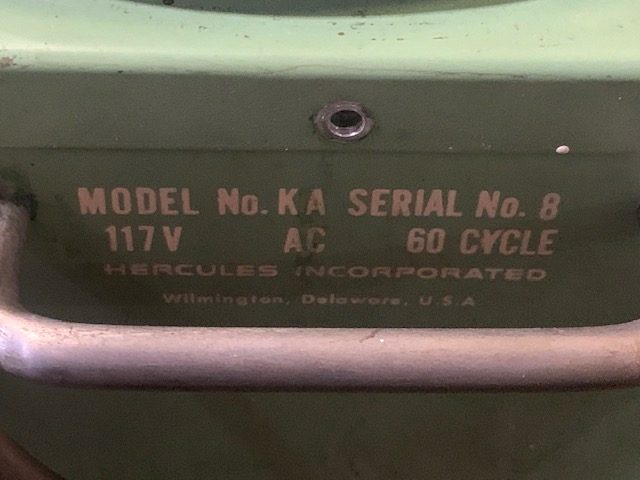 MODEL No. KA SERIAL No. 8
117V AC 60 CYCLE
HERCULES INCORPORATED
Wilmington, Delaware, U.S.A